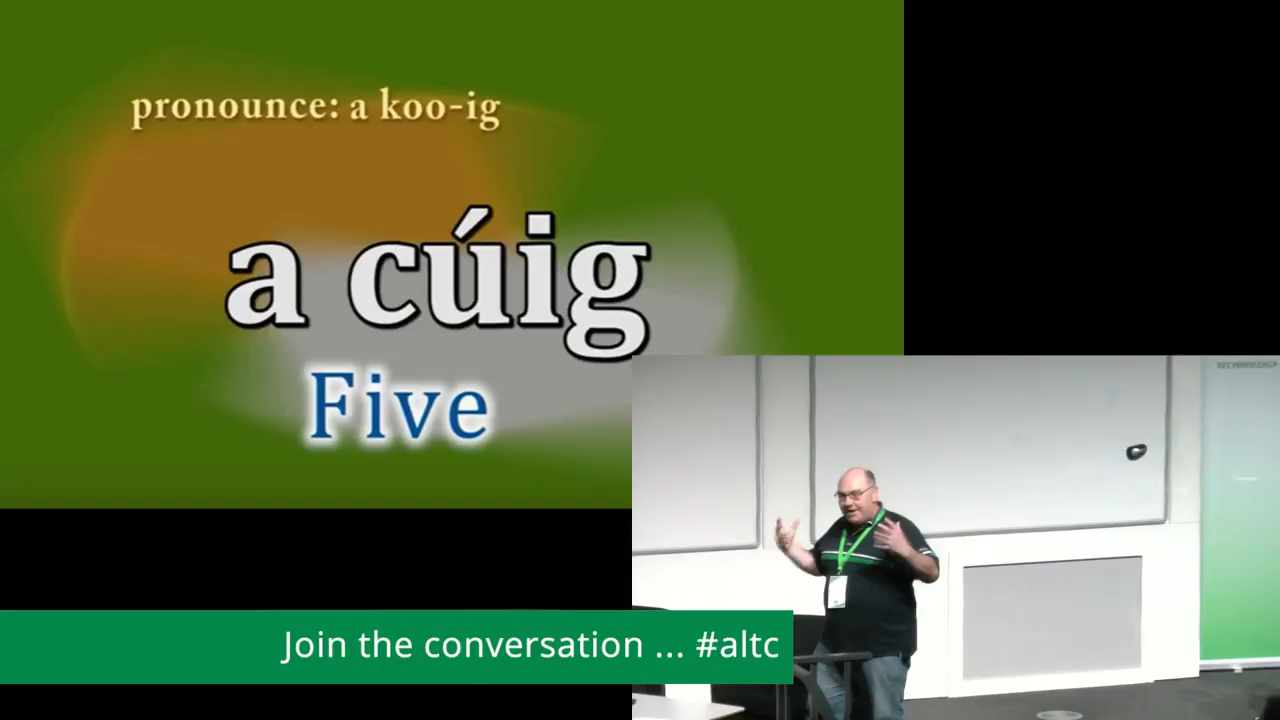 pronounce: a koo-ig
a cúig
Five
Join the conversation ... #altc